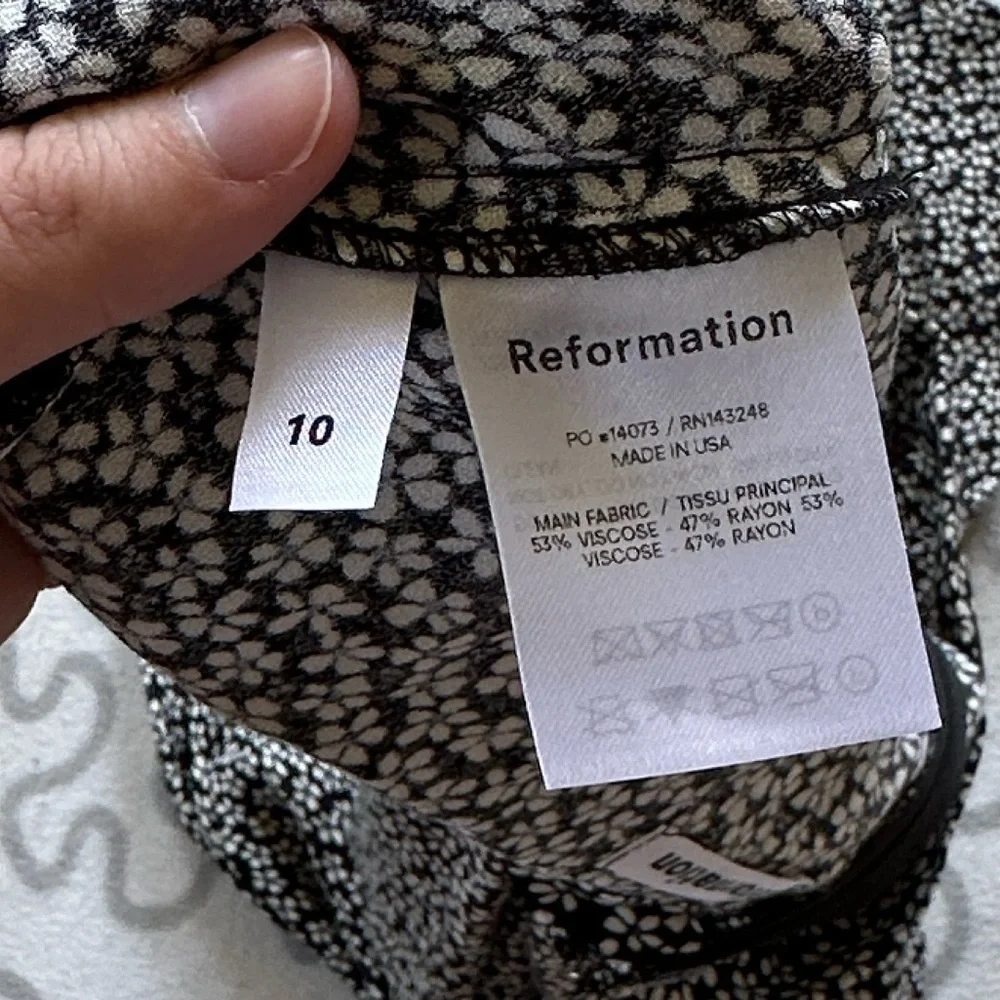 10
Reformation
PO #14073 / RN143248
MADE IN USA
MAIN FABRIC / TISSU PRINCIPAL
53% VISCOSE - 47% RAYON 53%
VISCOSE - 47% RAYON